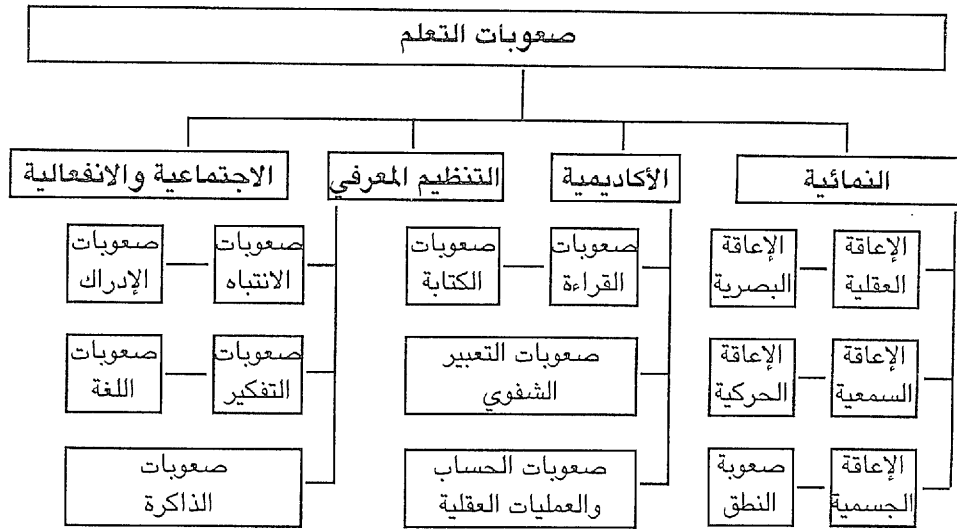 صعوبات التعلم
النمائية
الأكاديمية
التنظيم المعرفي
الاجتماعية والانفعالية
الإعاقة
العقلية
الإعاقة
البصرية
صعوبات
القراءة
صعوبات
الكتابة
صعوبات
الانتباه
صعوبات
الإدراك
الإعاقة
السمعية
الإعاقة
الحركية
صعوبات التعبير
الشفوي
صعوبات
التفكير
صعوبات
اللغة
الإعاقة
الجسمية
صعوبة
النطق
صعوبات الحساب
والعمليات العقلية
صعوبات
الذاكرة